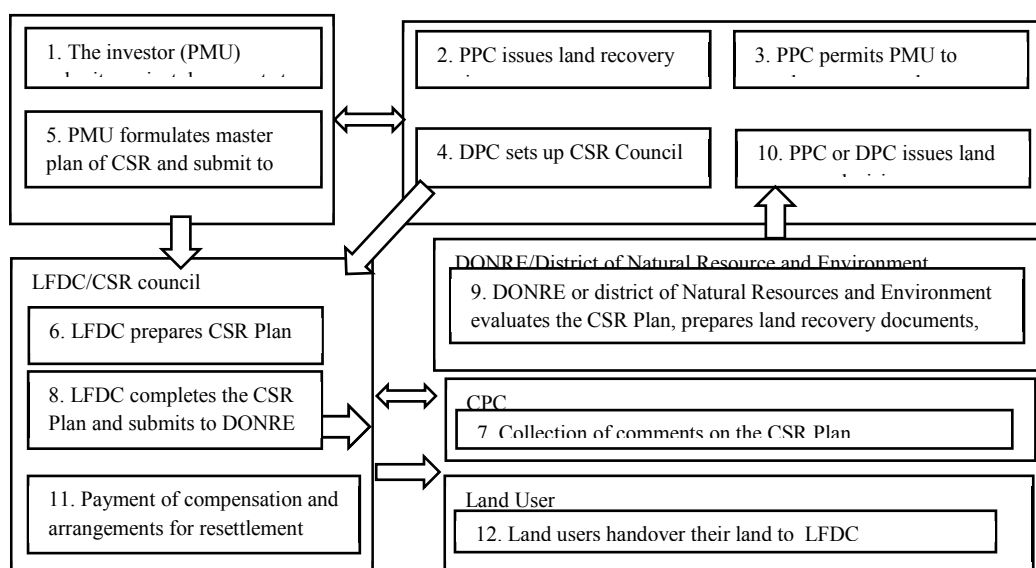 1. The investor (PMU)
2. PPC issues land recovery
3. PPC permits PMU to
5. PMU formulates master
plan of CSR and submit to
4. DPC sets up CSR Council
10. PPC or DPC issues land
LFDC/CSR council
6. LFDC prepares CSR Plan
8. LFDC completes the CSR
Plan and submits to DONRE
11. Payment of compensation and
arrangements for resettlement
DONRE/District of Natural Resource and Environment
9. DONRE or district of Natural Resources and Environment
evaluates the CSR Plan, prepares land recovery documents,
CPC
7. Collection of comments on the CSR Plan
Land User
12. Land users handover their land to LFDC